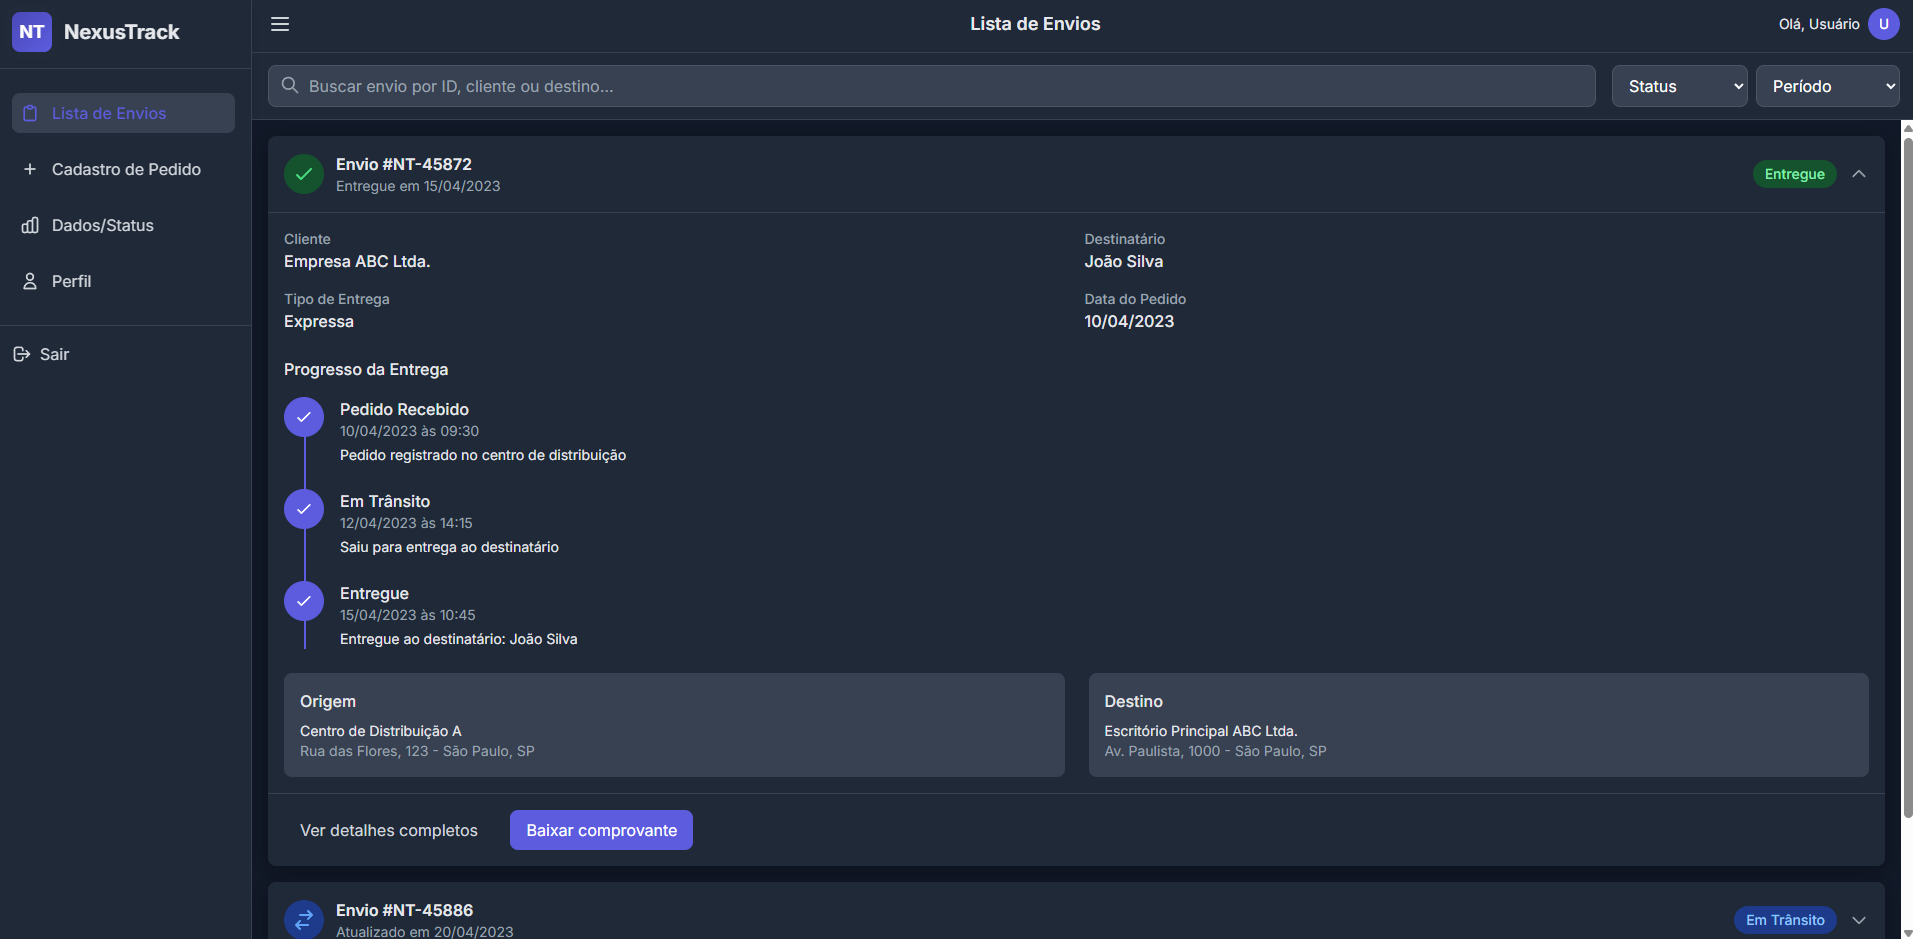 NT NexusTrack
Lista de Envios
Cadastro de Pedido
Dados/Status
Perfil
Sair
Lista de Envios
Olá, Usuário U
Buscar envio por ID, cliente ou destino...
Status
Período
Envio #NT-45872
Entregue em 15/04/2023
Entregue
Cliente
Empresa ABC Ltda.
Destinatário
João Silva
Tipo de Entrega
Expressa
Data do Pedido
10/04/2023
Progresso da Entrega
Pedido Recebido
10/04/2023 às 09:30
Pedido registrado no centro de distribuição
Em Trânsito
12/04/2023 às 14:15
Saiu para entrega ao destinatário
Entregue
15/04/2023 às 10:45
Entregue ao destinatário: João Silva
Origem
Centro de Distribuição A
Rua das Flores, 123 - São Paulo, SP
Destino
Escritório Principal ABC Ltda.
Av. Paulista, 1000 - São Paulo, SP
Ver detalhes completos
Baixar comprovante
Envio #NT-45886
Atualizado em 20/04/2023
Em Trânsito